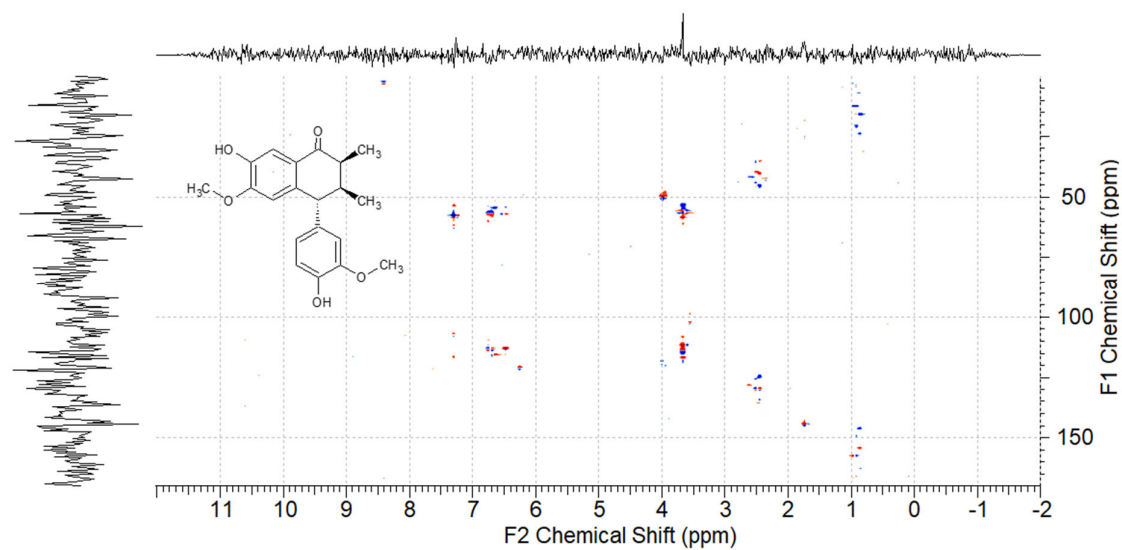 O
HO
CH3
CH3
H3C
O
O
CH3
OH
50
100
150
F1 Chemical Shift (ppm)
11 10 9 8 7 6 5 4 3 2 1 0 -1 -2
F2 Chemical Shift (ppm)